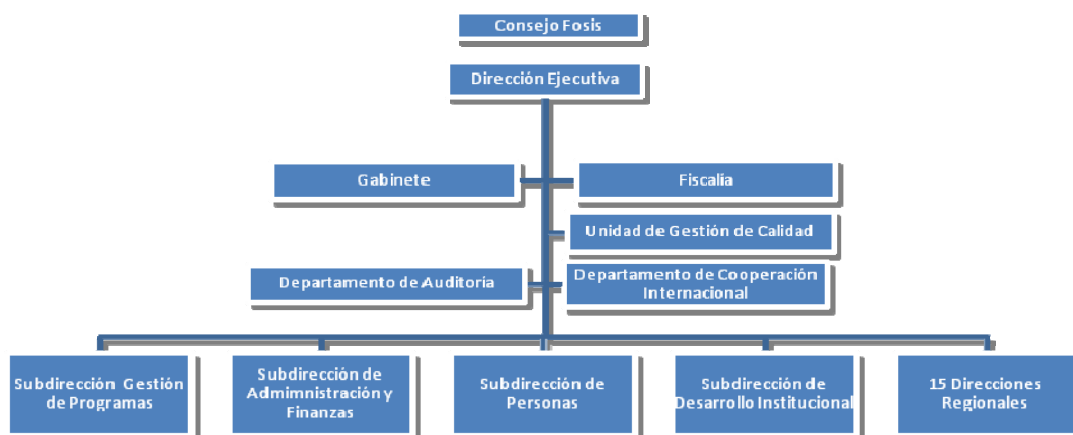 Consejo Fosis
Dirección Ejecutiva
Gabinete
Fiscalía
Unidad de Gestión de Calidad
Departamento de Auditoria
Departamento de Cooperación
Internacional
Subdirección Gestión
de Programas
Subdirección de
Admimnistración y
Finanzas
Subdirección de
Personas
Subdirección de
Desarrollo Institucional
15 Direcciones
Regionales